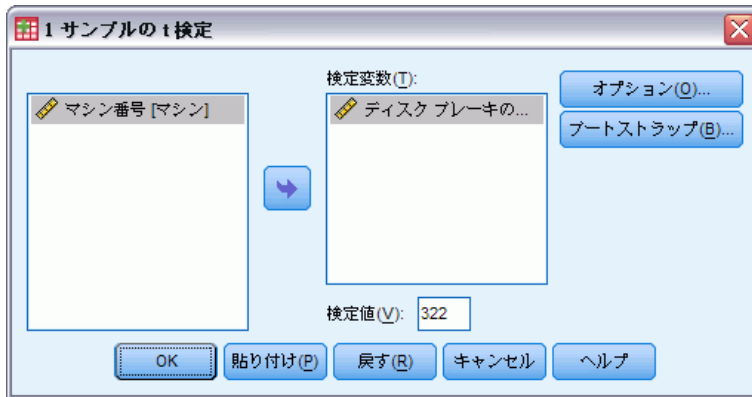 1 サンプルの t 検定
マシン番号 [マシン]
検定変数(T):
ディスク ブレーキの...
オプション(O)...
ブートストラップ(B)...
検定値(V): 322
OK 貼り付け(P) 戻す(R) キャンセル ヘルプ